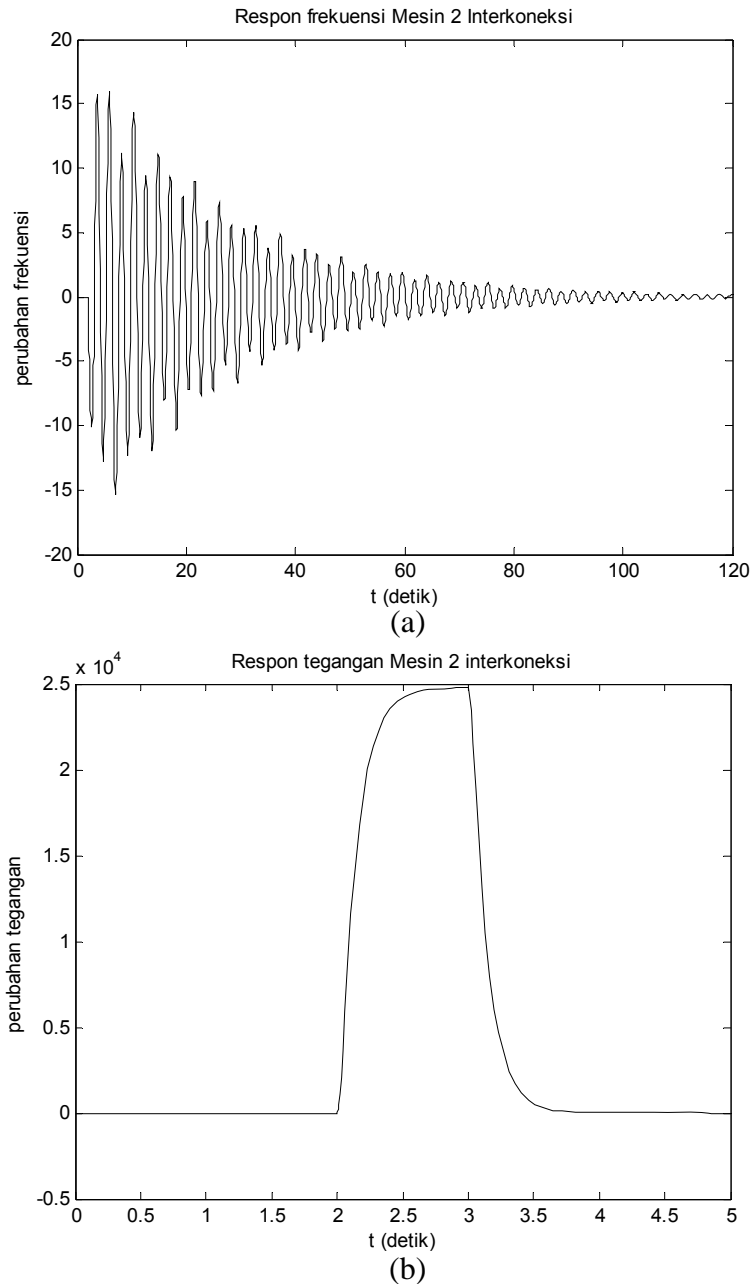 Respon frekuensi Mesin 2 Interkoneksi
20
15
10
5
0
-5
-10
-15
-20
perubahan frekuensi
0 20 40 60 80 100 120
t (detik)
(a)
x 10^4
Respon tegangan Mesin 2 interkoneksi
2.5
2
1.5
1
0.5
0
-0.5
perubahan tegangan
0 0.5 1 1.5 2 2.5 3 3.5 4 4.5 5
t (detik)
(b)